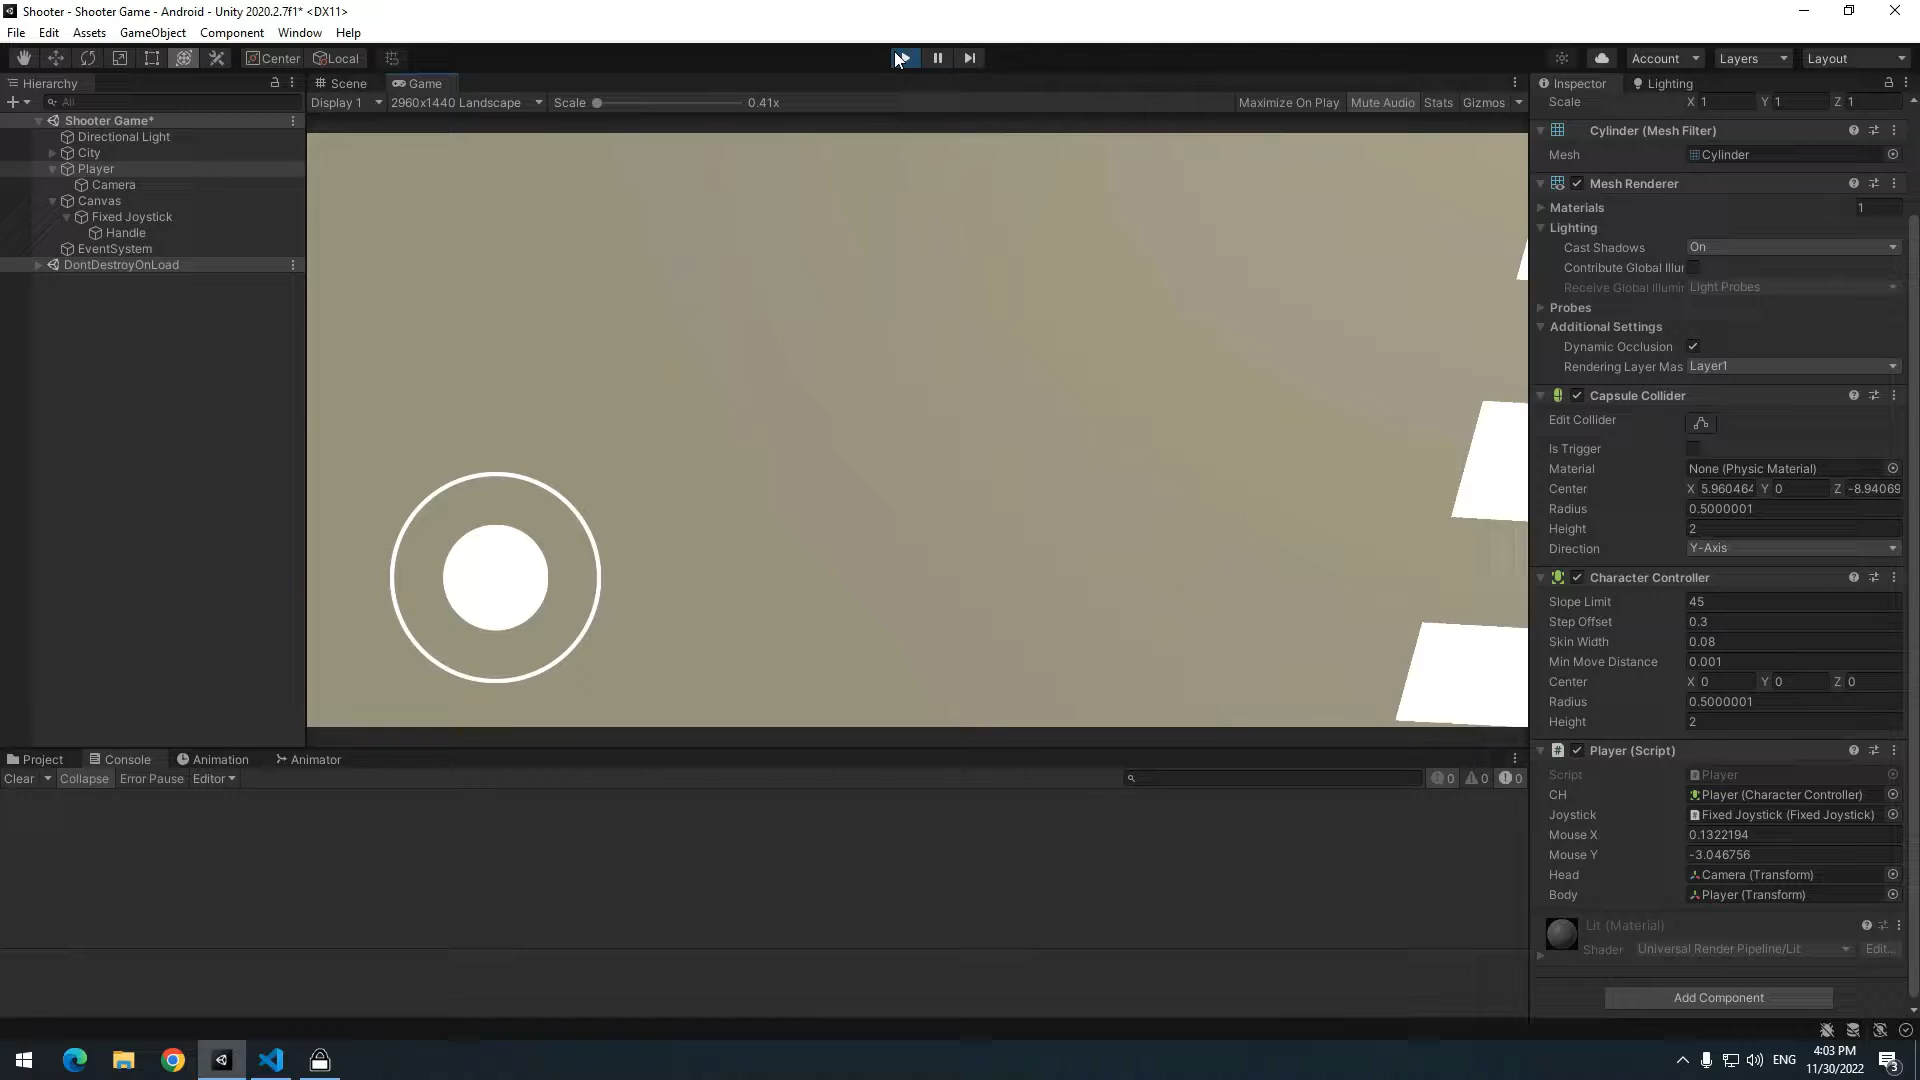 Shooter - Shooter Game - Android - Unity 2020.2.7f1* <DX11>
File Edit Assets GameObject Component Window Help
Center Local Account Layers Layout
Hierarchy
All
Shooter Game*
Directional Light
City
Player
Camera
Canvas
Fixed Joystick
Handle
EventSystem
DontDestroyOnLoad
Scene Game
Display 1 2960x1440 Landscape Scale 0.41x Maximize On Play Mute Audio Stats Gizmos
Inspector Lighting
Scale X 1 Y 1 Z 1
Cylinder (Mesh Filter)
Mesh Cylinder
Mesh Renderer
Materials 1
Lighting
Cast Shadows On
Contribute Global Illur
Receive Global Illumir Light Probes
Probes
Additional Settings
Dynamic Occlusion
Rendering Layer Mas Layer1
Capsule Collider
Edit Collider
Is Trigger
Material None (Physic Material)
Center X 5.960464 Y 0 Z -8.94069
Radius 0.5000001
Height 2
Direction Y-Axis
Character Controller
Slope Limit 45
Step Offset 0.3
Skin Width 0.08
Min Move Distance 0.001
Center X 0 Y 0 Z 0
Radius 0.5000001
Height 2
Player (Script)
Script Player
CH Player (Character Controller)
Joystick Fixed Joystick (Fixed Joystick)
Mouse X 0.1322194
Mouse Y -3.046756
Head Camera (Transform)
Body Player (Transform)
Lit (Material)
Shader Universal Render Pipeline/Lit Edit...
Add Component
Project Console Animation Animator
Clear Collapse Error Pause Editor 0 0 0
ENG 4:03 PM
11/30/2022 3